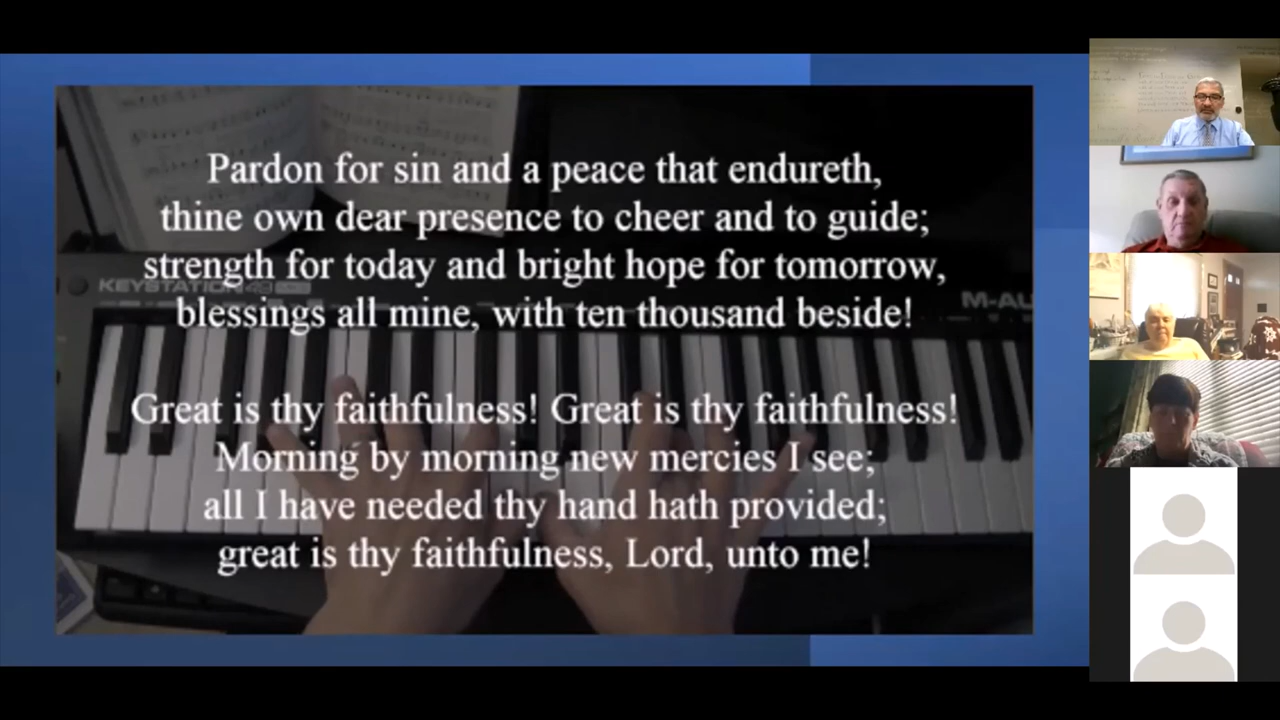 Pardon for sin and a peace that endureth,
thine own dear presence to cheer and to guide;
strength for today and bright hope for tomorrow,
blessings all mine, with ten thousand beside!
Great is thy faithfulness! Great is thy faithfulness!
Morning by morning new mercies I see;
all I have needed thy hand hath provided;
great is thy faithfulness, Lord, unto me!
KEYSTATION 49
M-AU